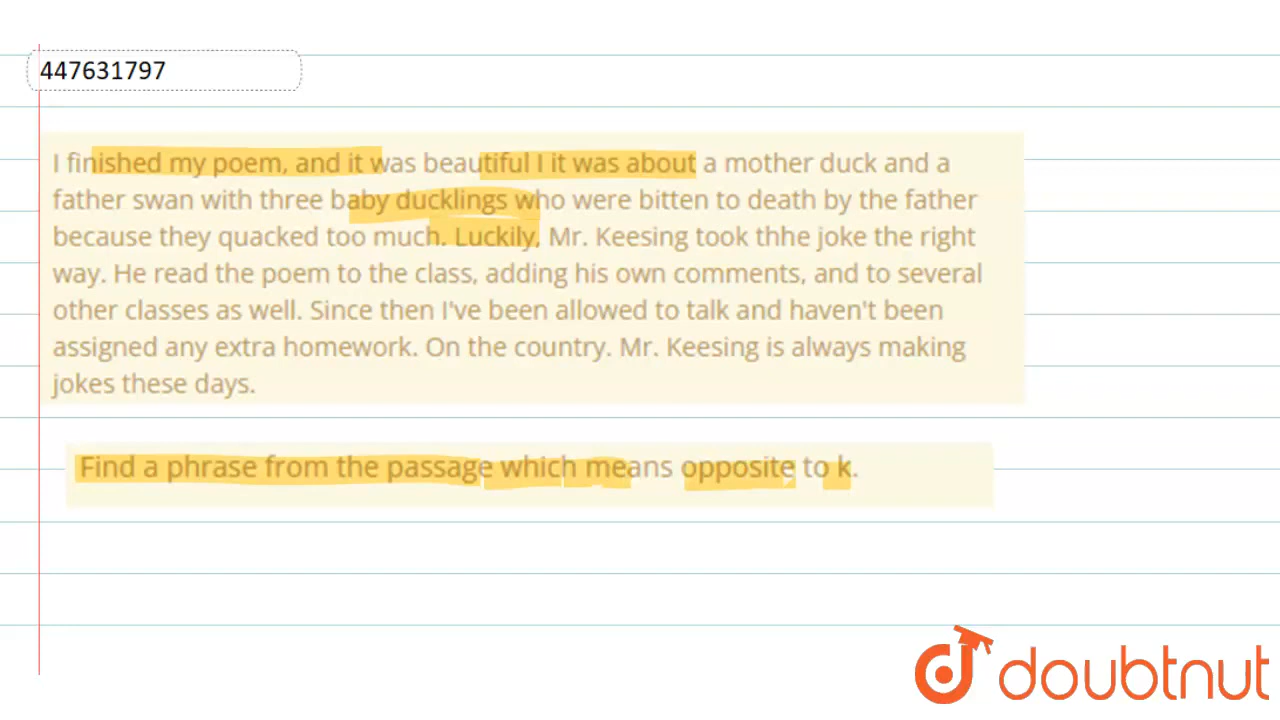 447631797
I finished my poem, and it was beautiful I it was about a mother duck and a
father swan with three baby ducklings who were bitten to death by the father
because they quacked too much. Luckily, Mr. Keesing took thhe joke the right
way. He read the poem to the class, adding his own comments, and to several
other classes as well. Since then I've been allowed to talk and haven't been
assigned any extra homework. On the country. Mr. Keesing is always making
jokes these days.
Find a phrase from the passage which means opposite to k.
doubtnut